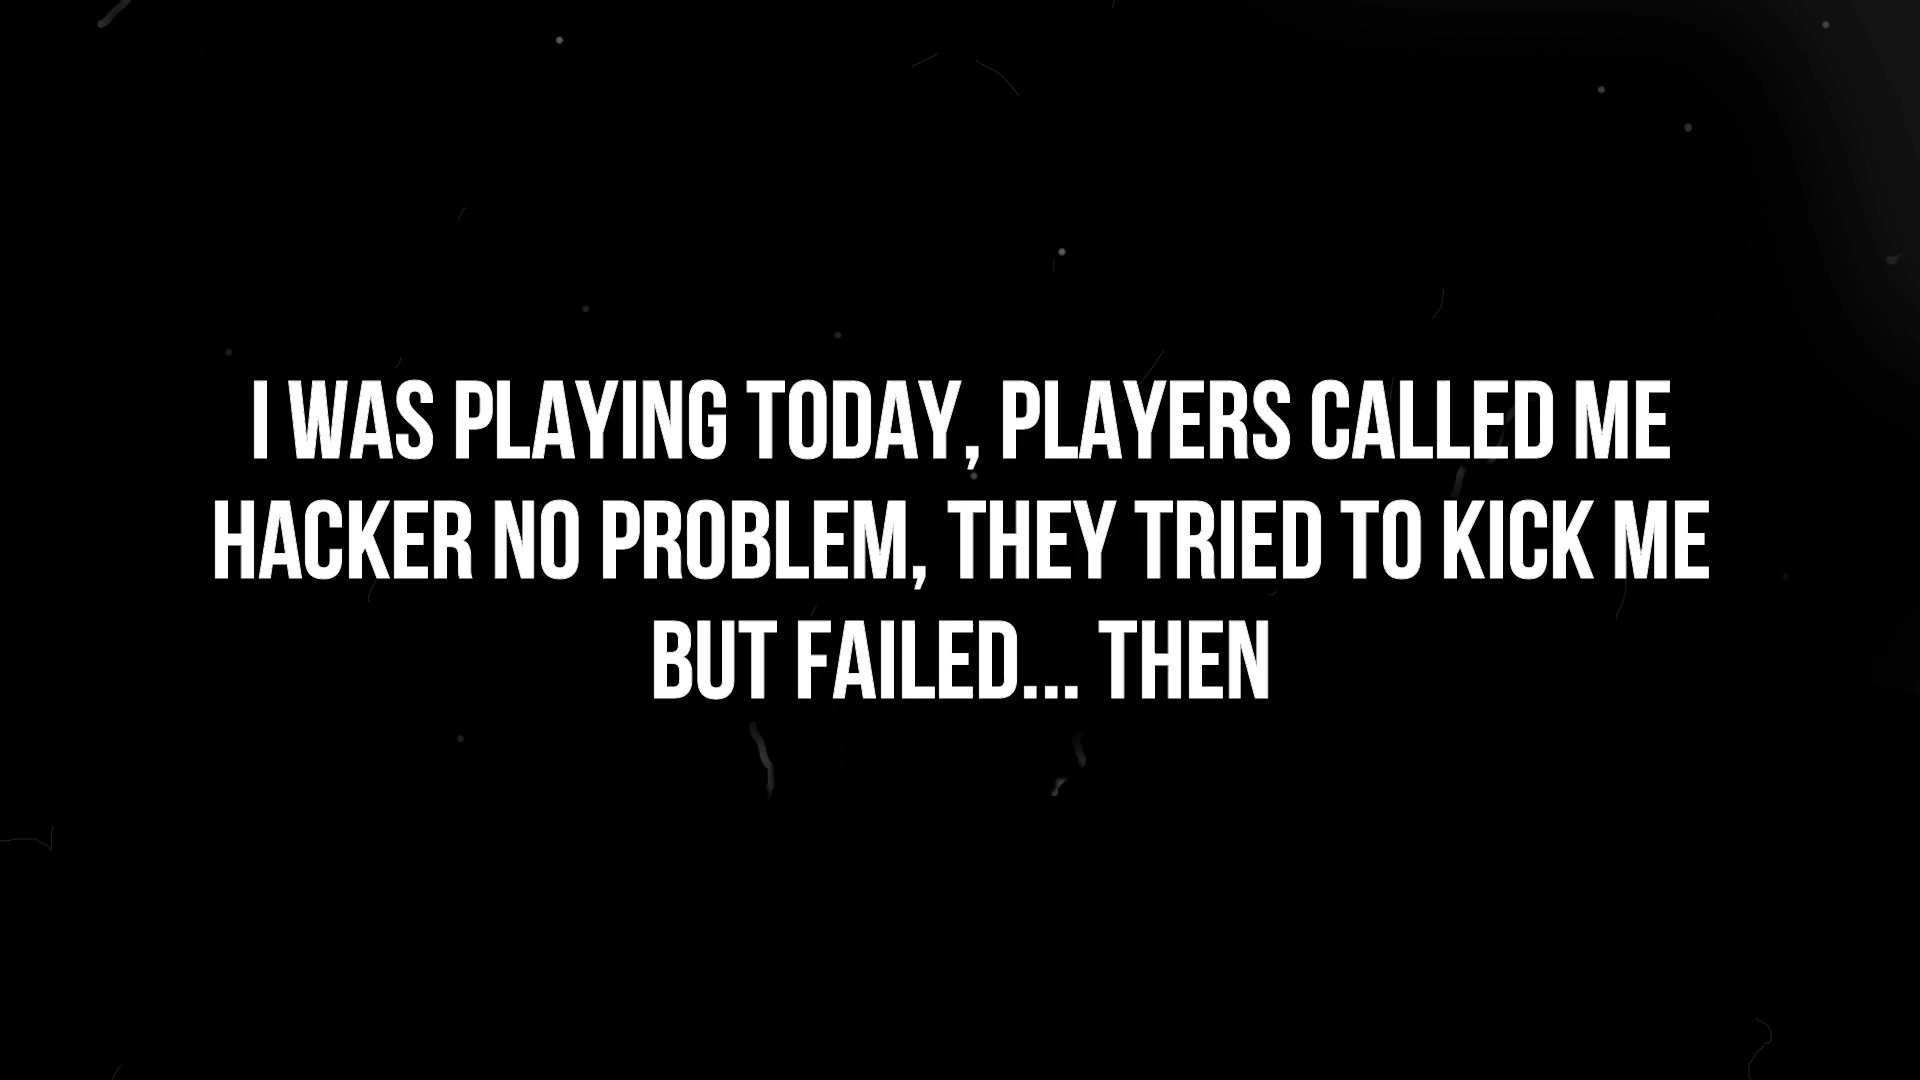 I WAS PLAYING TODAY, PLAYERS CALLED ME
HACKER NO PROBLEM, THEY TRIED TO KICK ME
BUT FAILED... THEN